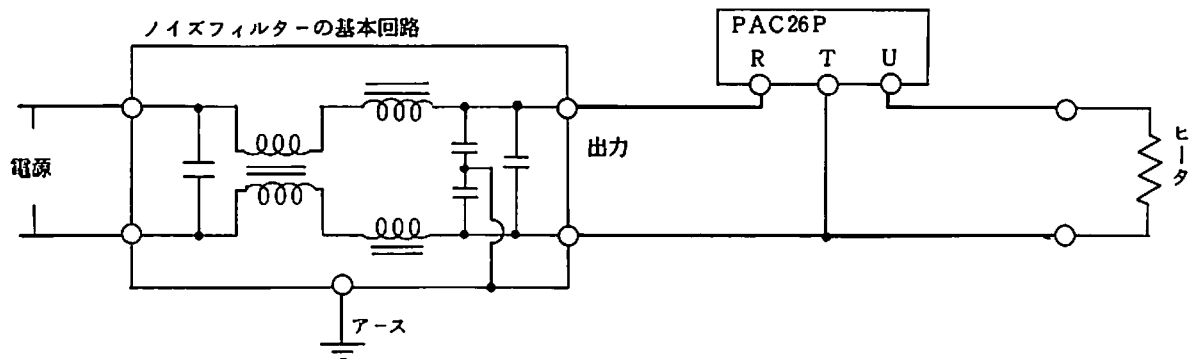 ノイズフィルターの基本回路
PAC26P
R T U
電源
出力
ヒータ
アース